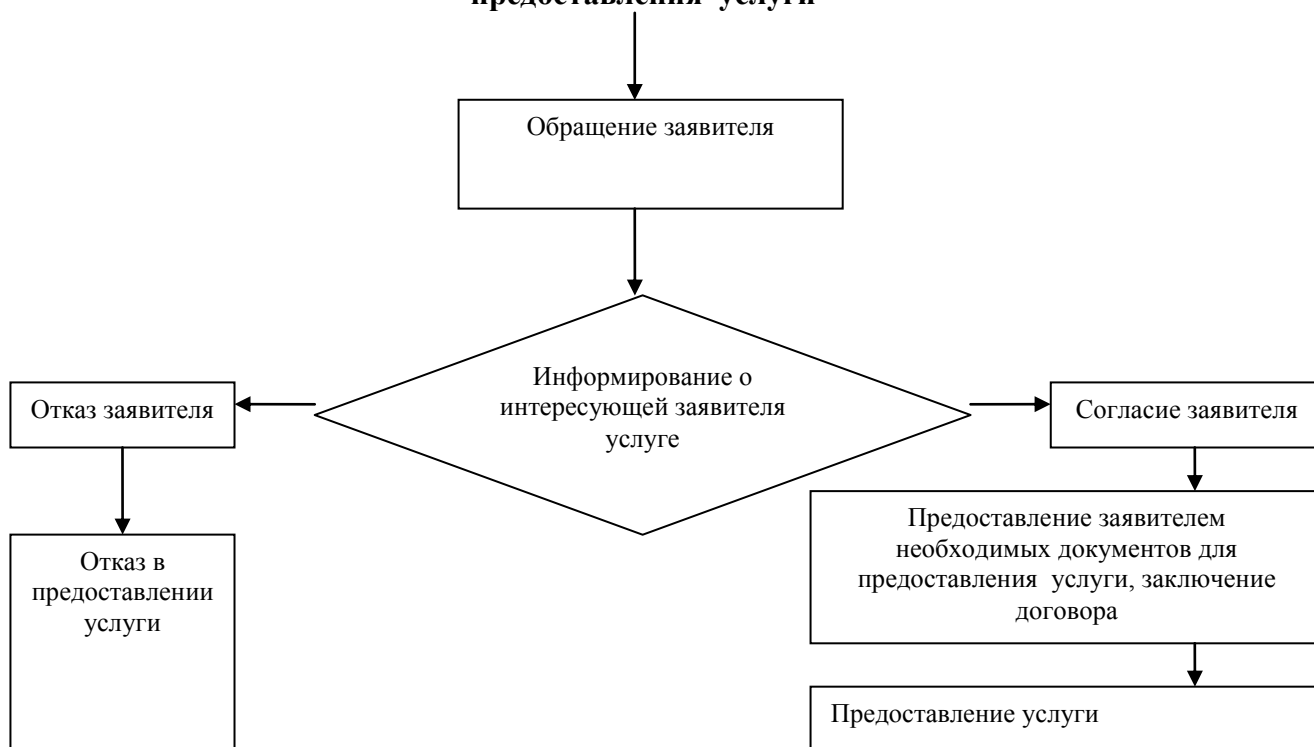 предоставления услуги
Обращение заявителя
Информирование о
интересующей заявителя
услуге
Отказ заявителя
Согласие заявителя
Предоставление заявителем
необходимых документов для
предоставления услуги, заключение
договора
Отказ в
предоставлении
услуги
Предоставление услуги